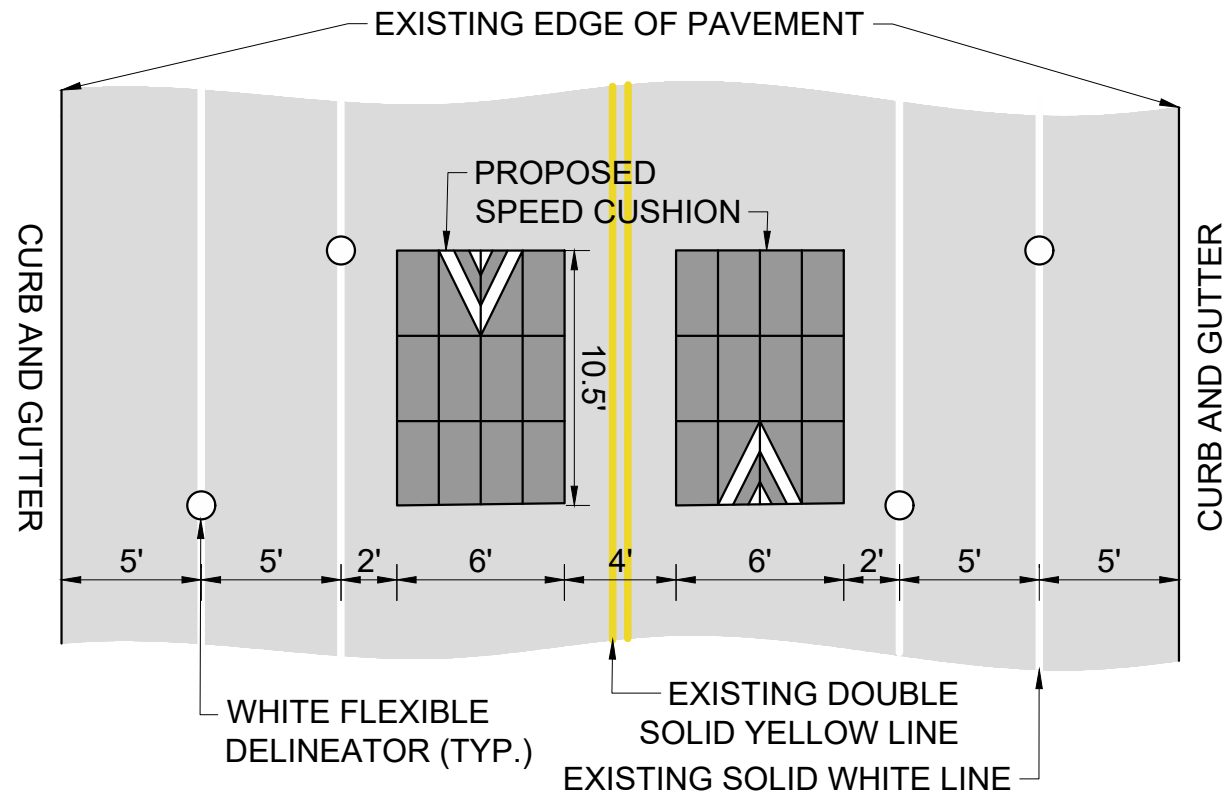 EXISTING EDGE OF PAVEMENT
PROPOSED
SPEED CUSHION
CURB AND GUTTER
CURB AND GUTTER
10.5'
5'
5'
2'
6'
4'
6'
2'
5'
5'
WHITE FLEXIBLE
DELINEATOR (TYP.)
EXISTING DOUBLE
SOLID YELLOW LINE
EXISTING SOLID WHITE LINE